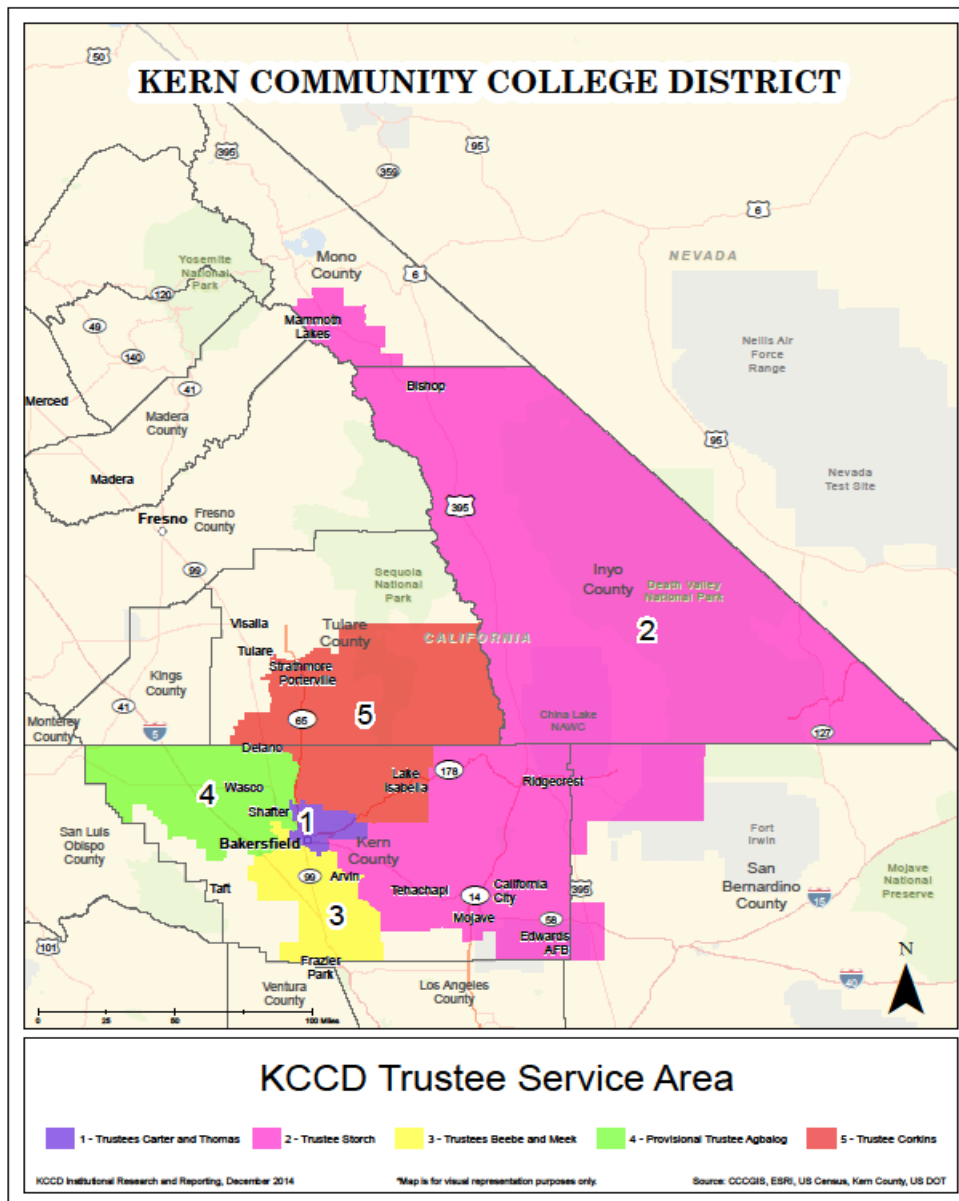 KERN COMMUNITY COLLEGE DISTRICT
50
395
95
359
6
NEVADA
Mono
County
6
Yosemite
National
Park
120
Mammoth
Lakes
49
140
Nellis Air
Force
Range
Bishop
41
Merced
Madera
County
95
Madera
Nevada
Test Site
395
Fresno
Fresno
County
99
Sequoia
National
Park
Inyo
County
Death Valley
National Park
Visalia
Tulare
County
CALIFORNIA
2
Tulare
Strathmore
Porterville
Kings
County
41
5
65
5
China Lake
NAWC
Monterey
County
127
Delano
Lake
Isabella
178
Ridgecrest
4
Wasco
Shafter
1
Bakersfield
Kern
County
San Luis
Obispo
County
Fort
Irwin
Taft
99
Arvin
Tehachapi
14
California
City
395
San
Bernardino
County
15
Mojave
National
Preserve
3
Mojave
58
Edwards
AFB
101
Frazier
Park
Ventura
County
Los Angeles
County
40
N
0 25 50 100 Miles
KCCD Trustee Service Area
1 - Trustees Carter and Thomas
2 - Trustee Storch
3 - Trustees Beebe and Meek
4 - Provisional Trustee Agbalog
5 - Trustee Corkins
KCCD Institutional Research and Reporting, December 2014
*Map is for visual representation purposes only.
Source: CCCGIS, ESRI, US Census, Kern County, US DOT